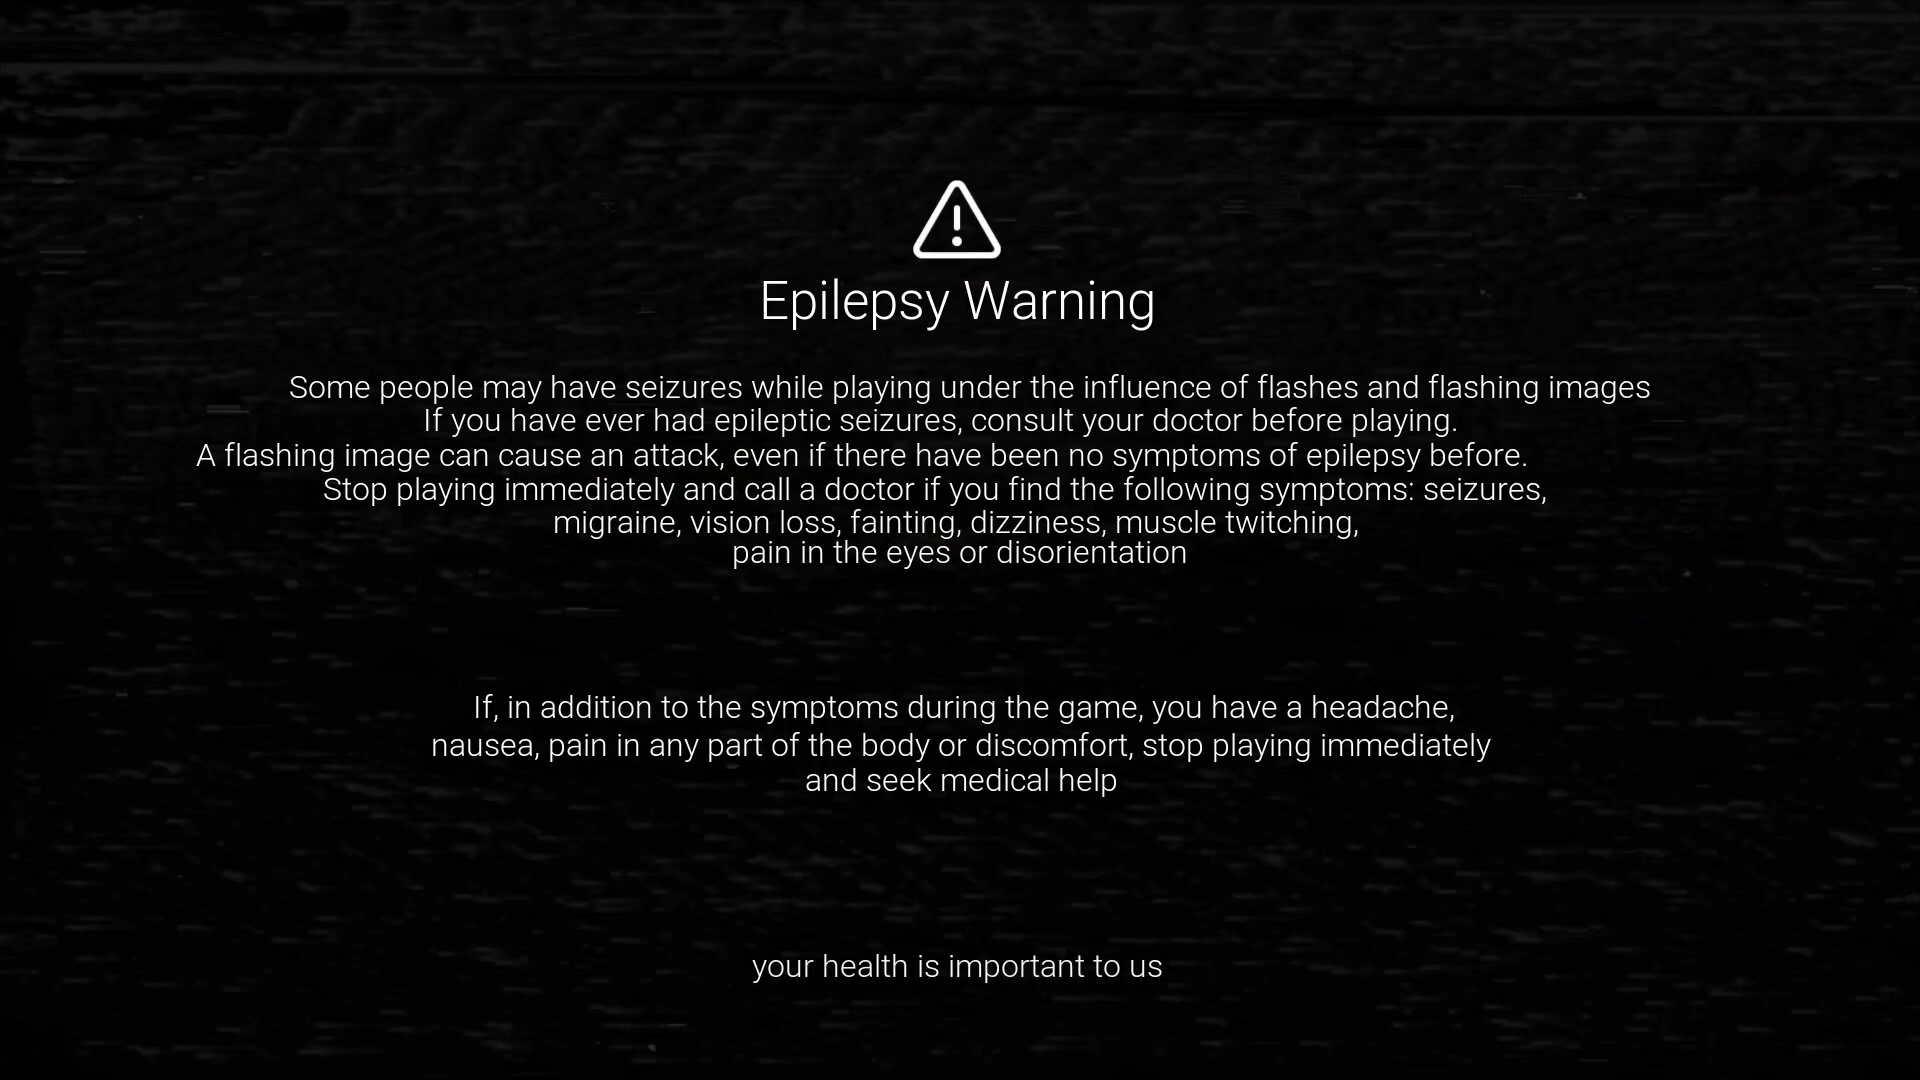 Epilepsy Warning
Some people may have seizures while playing under the influence of flashes and flashing images
If you have ever had epileptic seizures, consult your doctor before playing.
A flashing image can cause an attack, even if there have been no symptoms of epilepsy before.
Stop playing immediately and call a doctor if you find the following symptoms: seizures,
migraine, vision loss, fainting, dizziness, muscle twitching,
pain in the eyes or disorientation
If, in addition to the symptoms during the game, you have a headache,
nausea, pain in any part of the body or discomfort, stop playing immediately
and seek medical help
your health is important to us